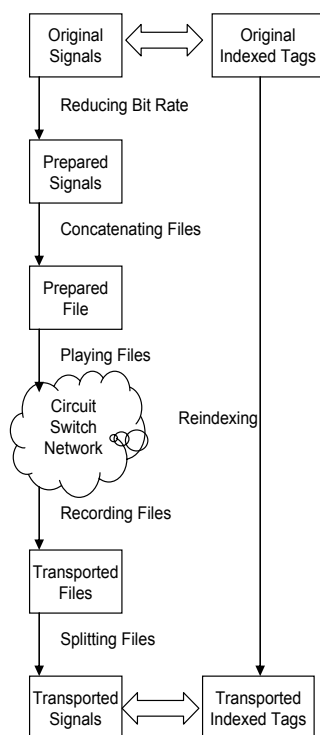 Original
Signals
Original
Indexed Tags
Reducing Bit Rate
Prepared
Signals
Concatenating Files
Prepared
File
Playing Files
Circuit
Switch
Network
Reindexing
Recording Files
Transported
Files
Splitting Files
Transported
Signals
Transported
Indexed Tags